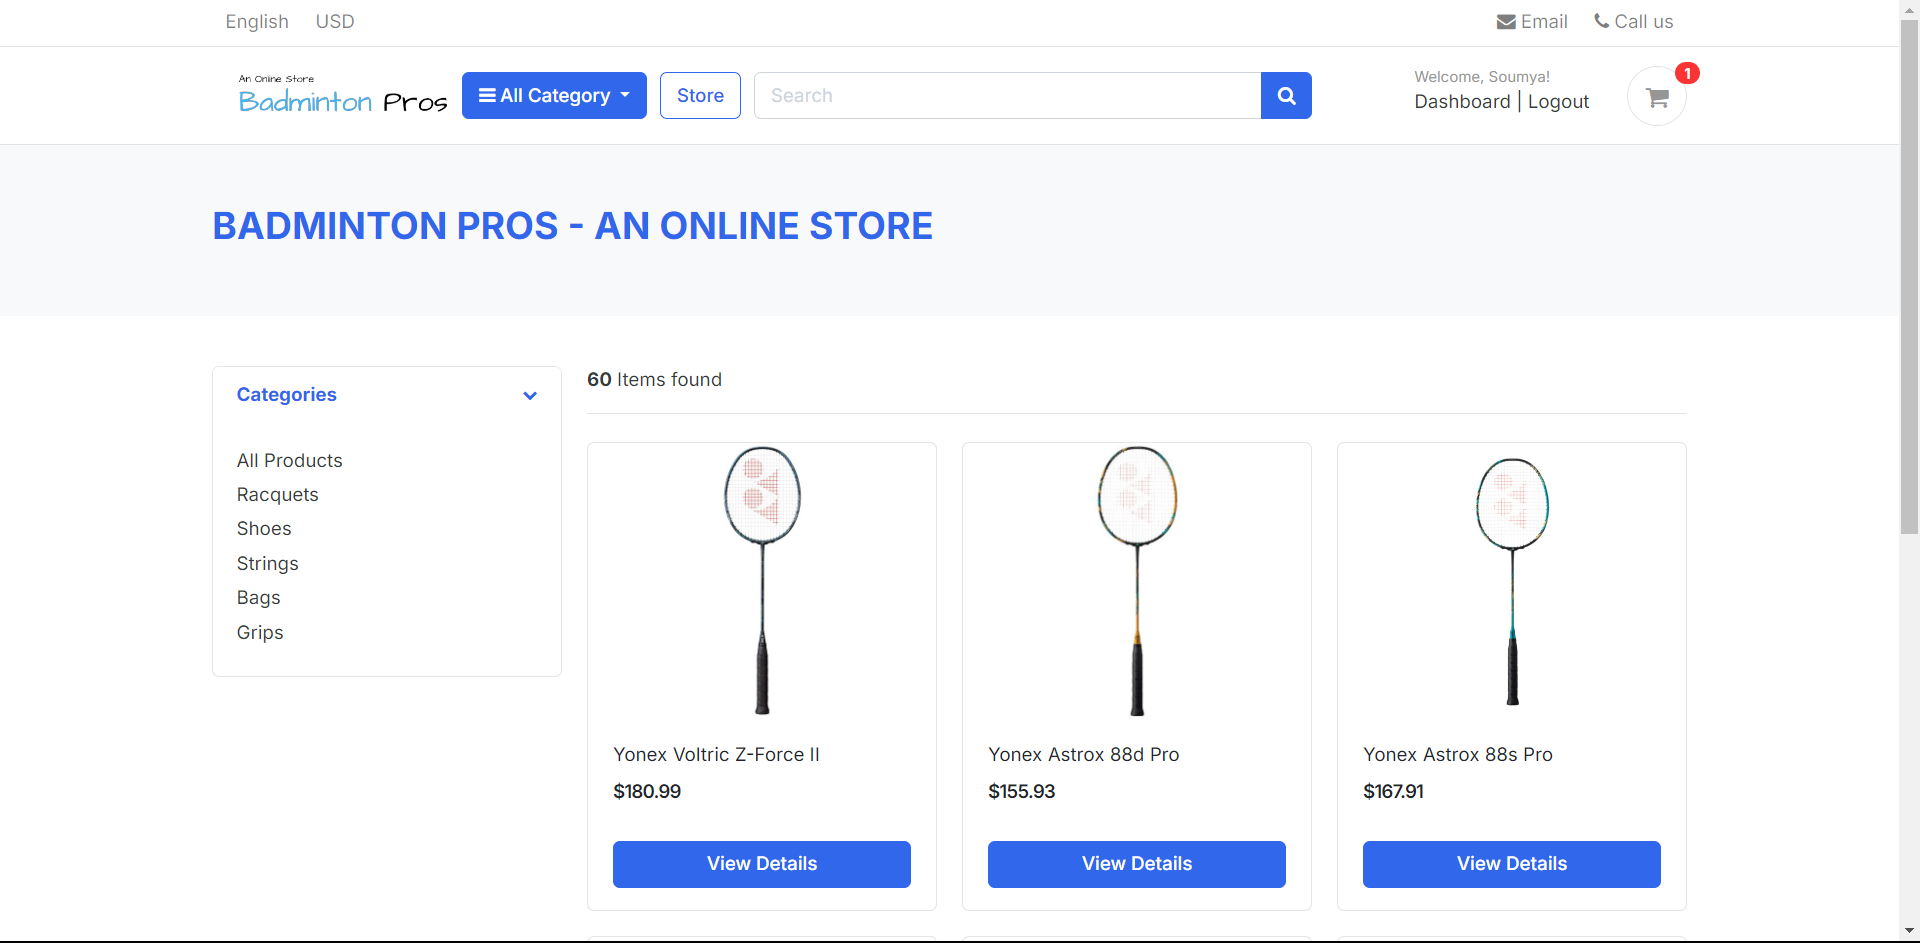 English USD Email Call us
An Online Store
Badminton Pros
All Category Store Search
Welcome, Soumya!
Dashboard | Logout
1
BADMINTON PROS - AN ONLINE STORE
Categories
All Products
Racquets
Shoes
Strings
Bags
Grips
60 Items found
Yonex Voltric Z-Force II
$180.99
View Details
Yonex Astrox 88d Pro
$155.93
View Details
Yonex Astrox 88s Pro
$167.91
View Details